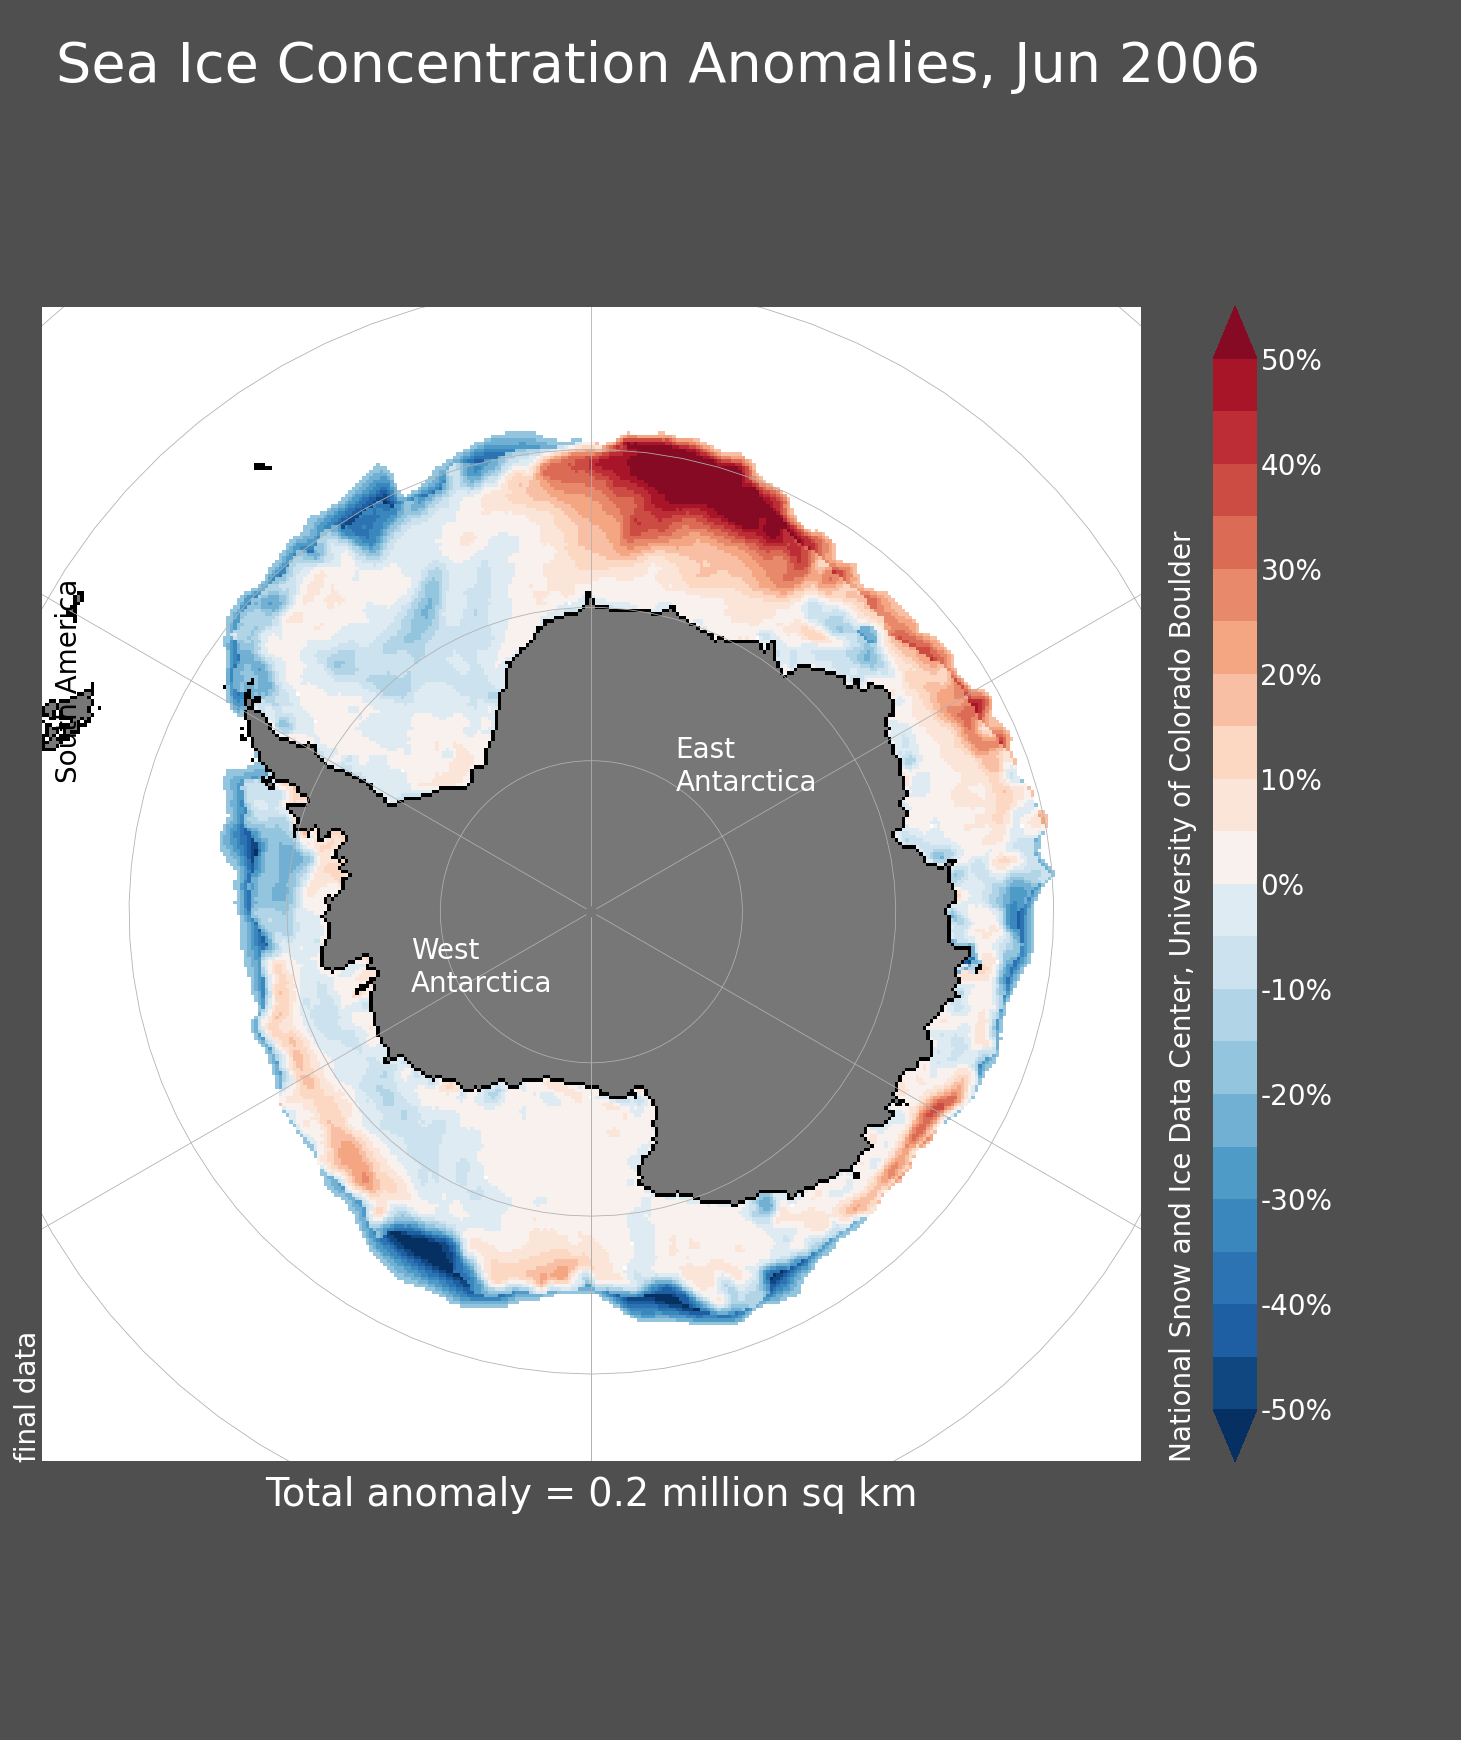 Sea Ice Concentration Anomalies, Jun 2006
South America
East
Antarctica
West
Antarctica
final data
National Snow and Ice Data Center, University of Colorado Boulder
50%
40%
30%
20%
10%
0%
-10%
-20%
-30%
-40%
-50%
Total anomaly = 0.2 million sq km